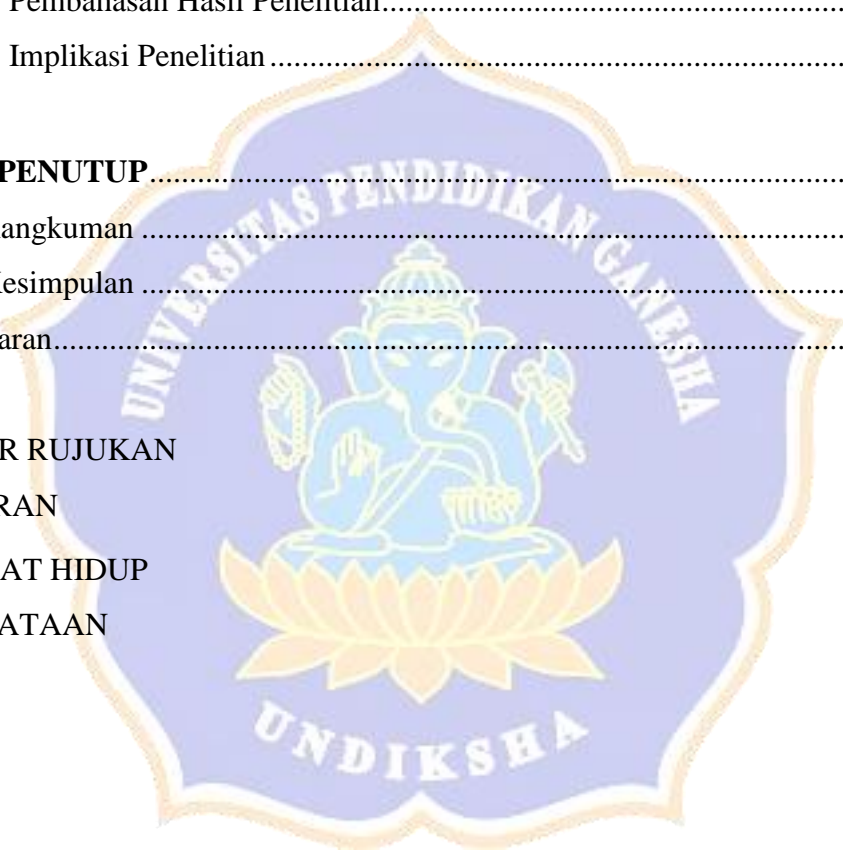 Pembahasan Hasil Penelitian................................................................
Implikasi Penelitian................................................................
PENUTUP................................................................
angkuman ................................................................
esimpulan ................................................................
aran................................................................
R RUJUKAN
RAN
AT HIDUP
ATAAN
UNIVERSITAS PENDIDIKAN GANESHA
UNDIKSHA